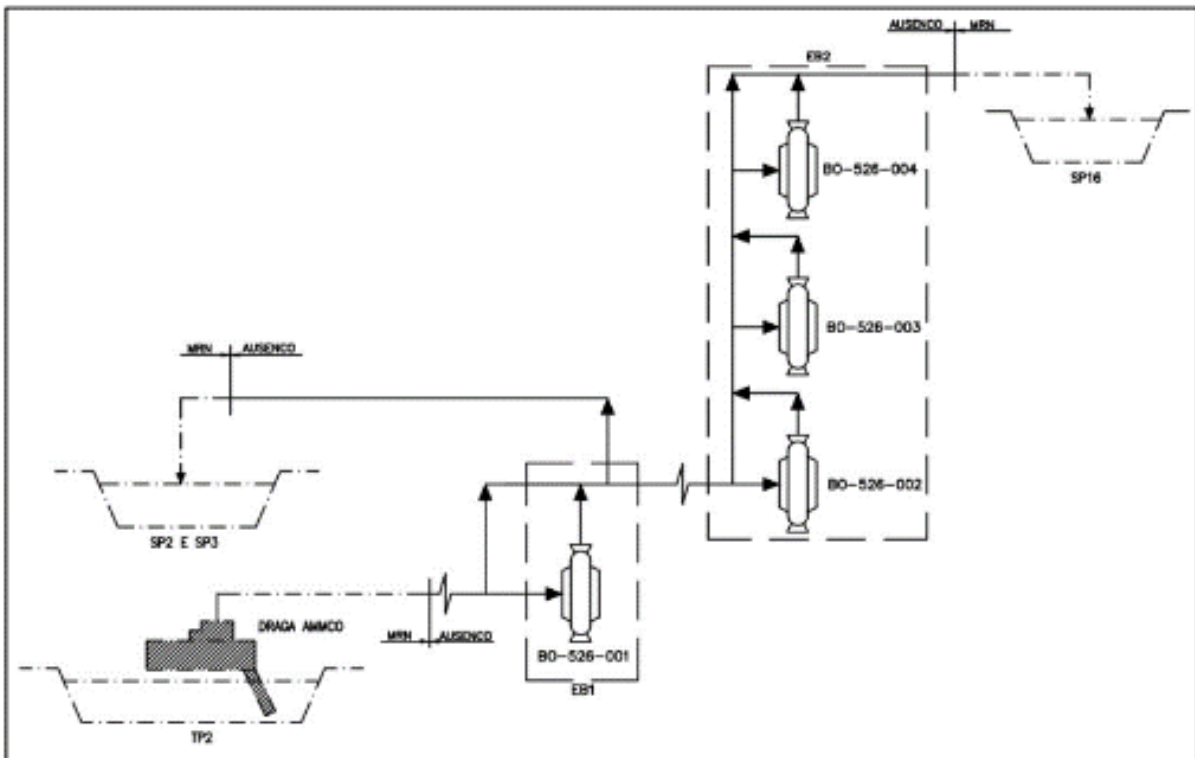 AUSENCO MRN
EB2
BO-526-004
SP16
BO-526-003
MRN AUSENCO
BO-526-002
SP2 E SP3
DRAGA AMMCO
MRN AUSENCO
BO-526-001
EB1
TP2